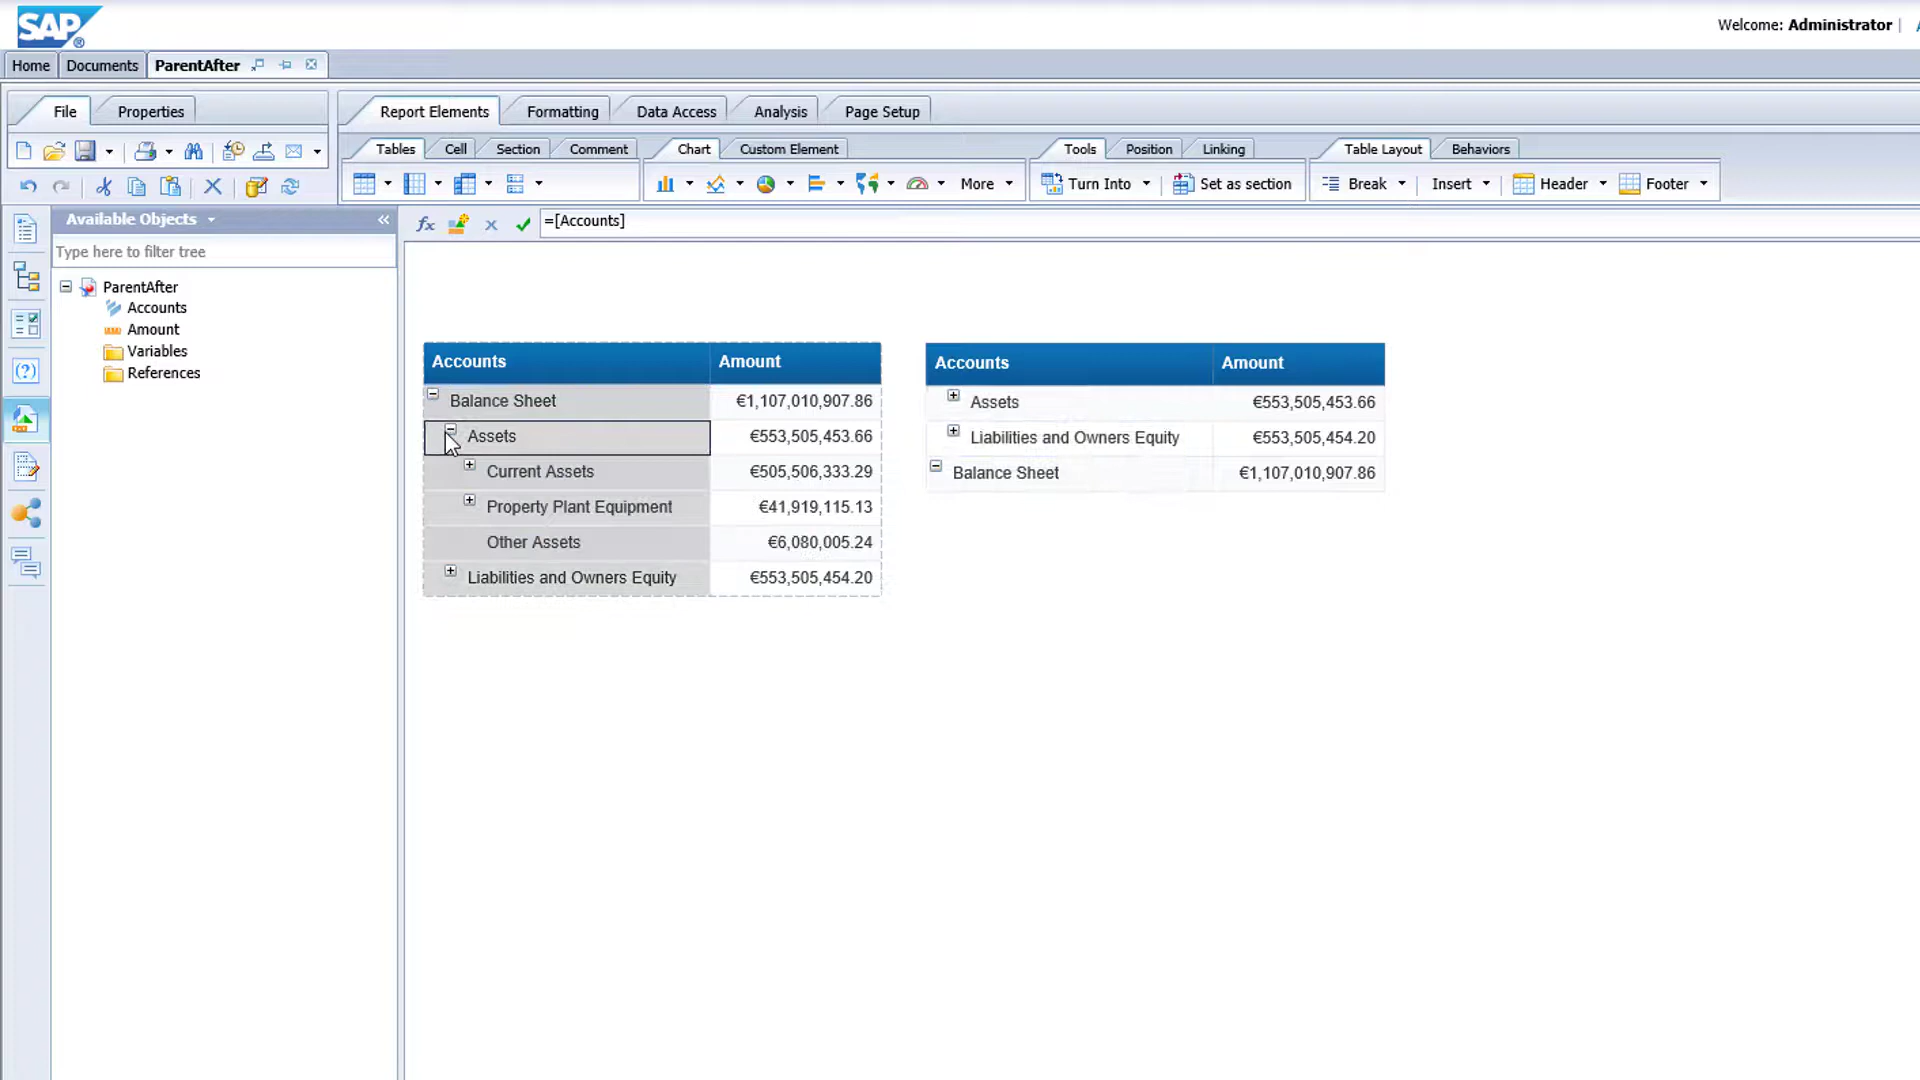 SAP®
Welcome: Administrator
Home Documents ParentAfter
File Properties Report Elements Formatting Data Access Analysis Page Setup
Tables Cell Section Comment Chart Custom Element Tools Position Linking Table Layout Behaviors
More Turn Into Set as section Break Insert Header Footer
Available Objects
fx =[Accounts]
Type here to filter tree
ParentAfter
Accounts
Amount
Variables
References
Accounts Amount
Balance Sheet €1,107,010,907.86
Assets €553,505,453.66
Current Assets €505,506,333.29
Property Plant Equipment €41,919,115.13
Other Assets €6,080,005.24
Liabilities and Owners Equity €553,505,454.20
Accounts Amount
Assets €553,505,453.66
Liabilities and Owners Equity €553,505,454.20
Balance Sheet €1,107,010,907.86